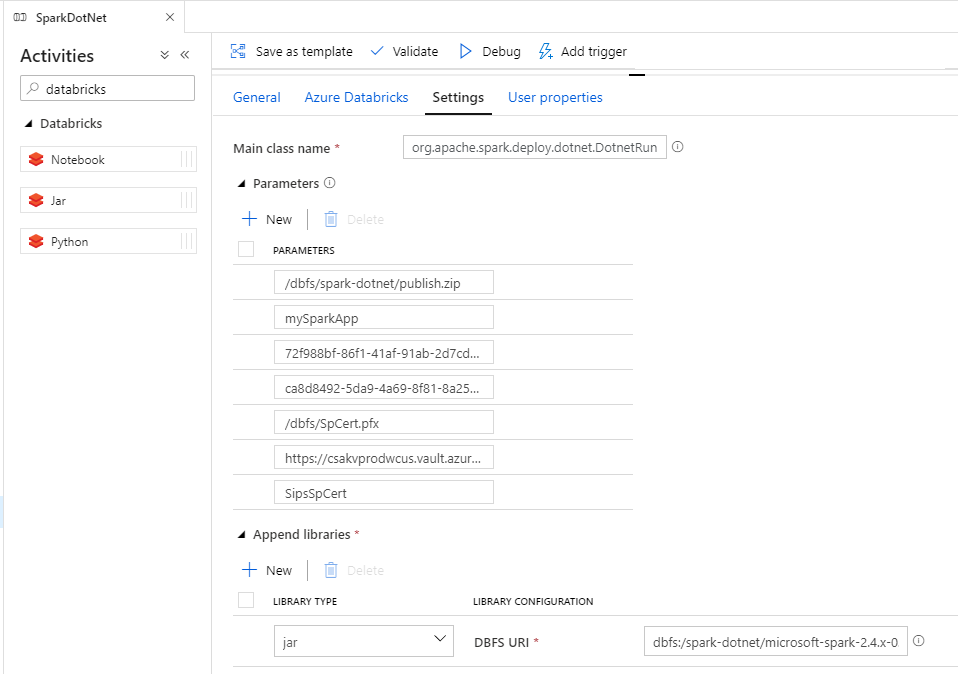 SparkDotNet
Activities
databricks
Databricks
Notebook
Jar
Python
Save as template Validate Debug Add trigger
General Azure Databricks Settings User properties
Main class name * org.apache.spark.deploy.dotnet.DotnetRun
Parameters
New Delete
PARAMETERS
/dbfs/spark-dotnet/publish.zip
mySparkApp
72f988bf-86f1-41af-91ab-2d7cd...
ca8d8492-5da9-4a69-8f81-8a25...
/dbfs/SpCert.pfx
https://csakvprodwcus.vault.azur...
SipsSpCert
Append libraries *
New Delete
LIBRARY TYPE LIBRARY CONFIGURATION
jar DBFS URI * dbfs:/spark-dotnet/microsoft-spark-2.4.x-0.